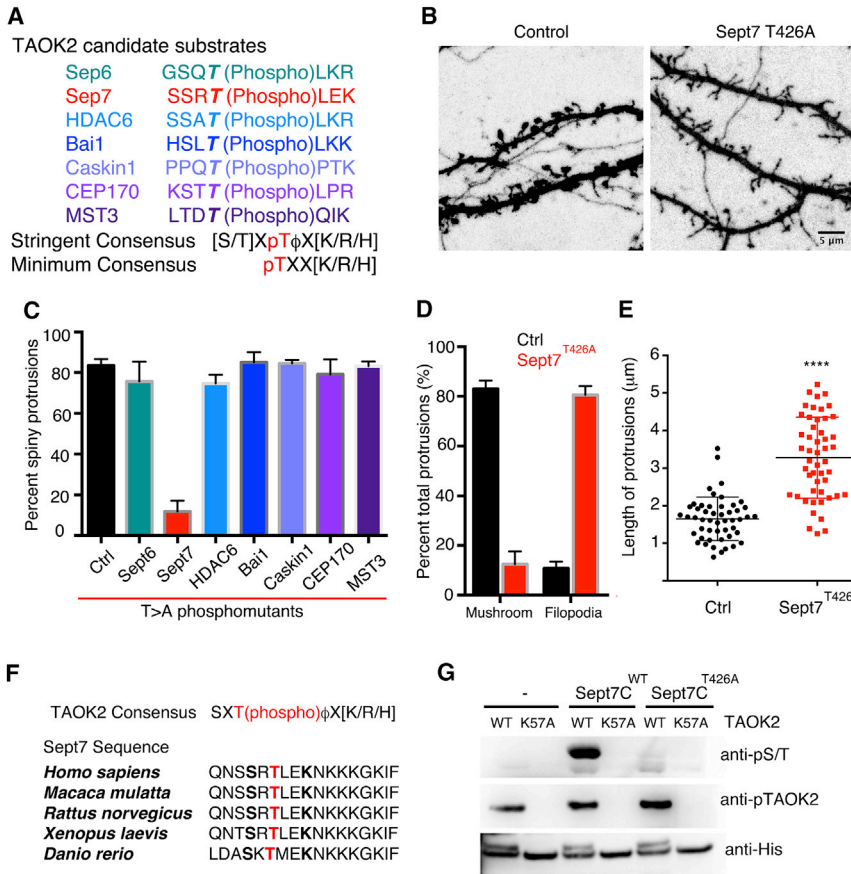 A
TAOK2 candidate substrates
Sep6 GSQT(Phospho)LKR
Sep7 SSRT(Phospho)LEK
HDAC6 SSAT(Phospho)LKR
Bai1 HSLT(Phospho)LKK
Caskin1 PPQT(Phospho)PTK
CEP170 KSTT(Phospho)LPR
MST3 LTDT(Phospho)QIK
Stringent Consensus [S/T]XpTϕX[K/R/H]
Minimum Consensus pTXX[K/R/H]
B
Control Sept7 T426A
5 µm
C
Percent spiny protrusions
100
80
60
40
20
0
Ctrl Sept6 Sept7 HDAC6 Bai1 Caskin1 CEP170 MST3
T>A phosphomutants
D
Ctrl
Sept7T426A
Percent total protrusions (%)
100
80
60
40
20
0
Mushroom Filopodia
E
Length of protrusions (µm)
****
6
5
4
3
2
1
Ctrl Sept7T426
F
TAOK2 Consensus SXT(phospho)ϕX[K/R/H]
Sept7 Sequence
Homo sapiens QNSSRTLEKNKKKGKIF
Macaca mulatta QNSSRTLEKNKKKGKIF
Rattus norvegicus QNSSRTLEKNKKKGKIF
Xenopus laevis QNTSRTLEKNKKKGKIF
Danio rerio LDASKTMEKNKKKGKIF
G
WT T426A
- Sept7C Sept7C
WT K57A WT K57A WT K57A TAOK2
anti-pS/T
anti-pTAOK2
anti-His